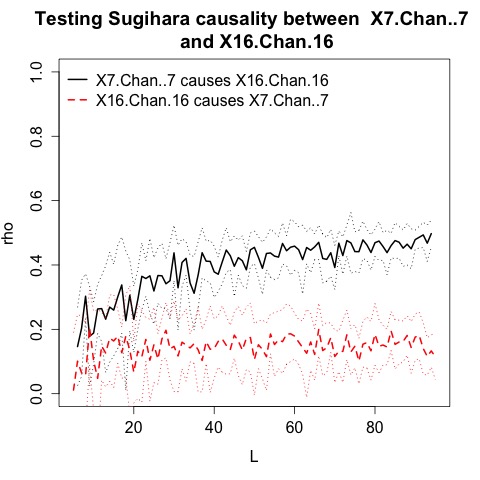 Testing Sugihara causality between  X7.Chan..7
and X16.Chan.16
X7.Chan..7 causes X16.Chan.16
X16.Chan.16 causes X7.Chan..7
1.0
0.8
0.6
0.4
0.2
0.0
rho
20 40 60 80
L